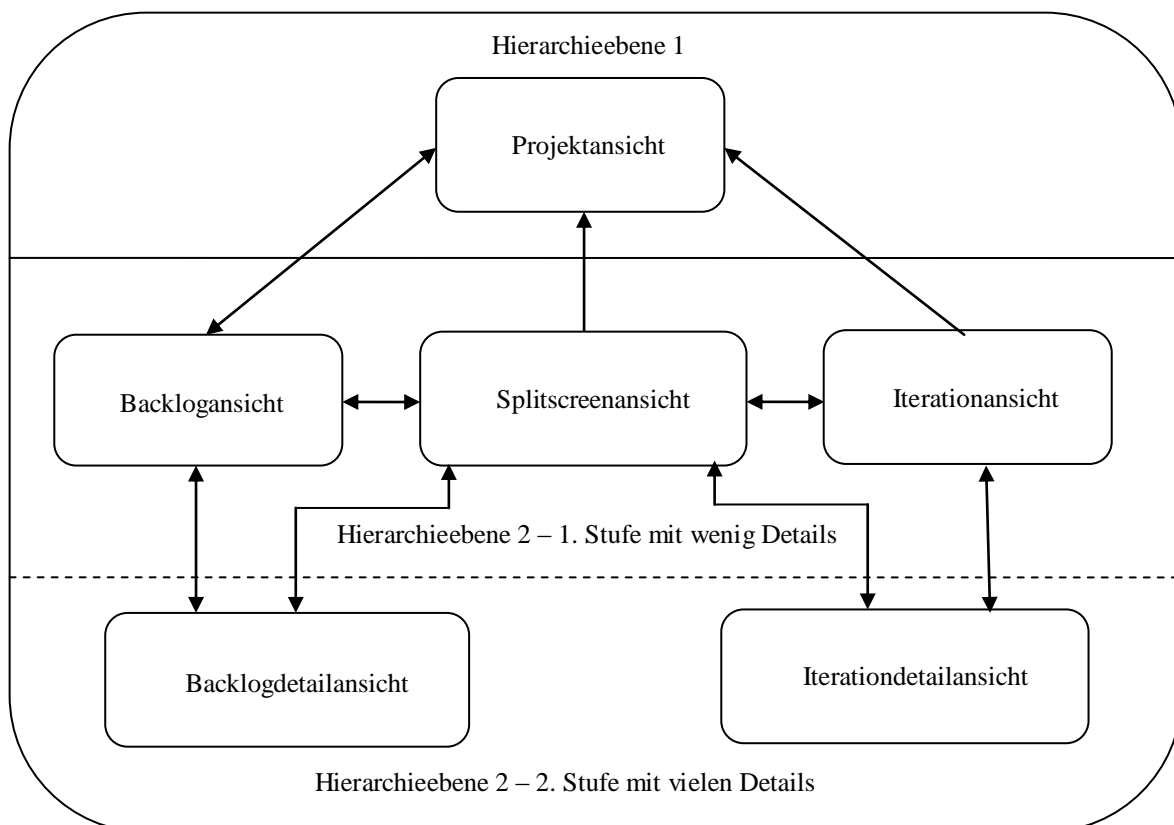 Hierarchieebene 1
Projektansicht
Backlogansicht
Splitscreenansicht
Iterationansicht
Hierarchieebene 2 – 1. Stufe mit wenig Details
Backlogdetailansicht
Iterationdetailansicht
Hierarchieebene 2 – 2. Stufe mit vielen Details